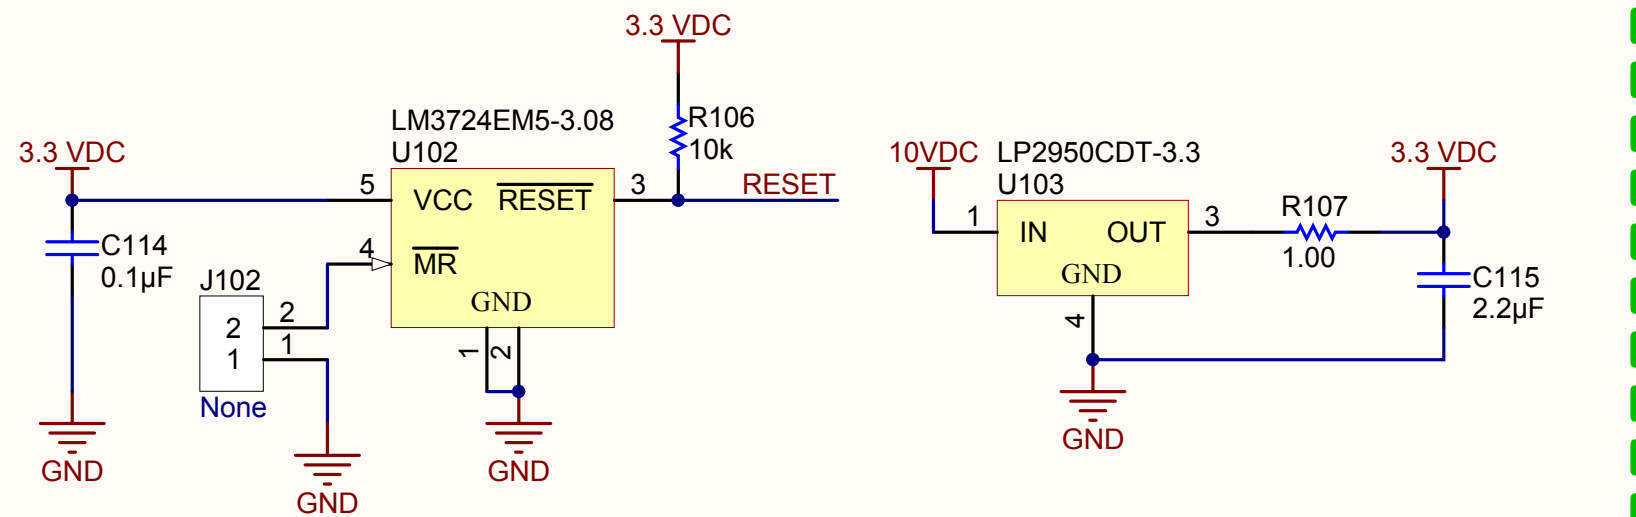 3.3 VDC
LM3724EM5-3.08
U102
R106
10k
3.3 VDC
5
VCC
RESET
3
RESET
4
MR
GND
C114
0.1µF
J102
2
2
1
1
None
1
2
GND
GND
GND
10VDC
LP2950CDT-3.3
U103
3.3 VDC
1
IN
OUT
3
R107
1.00
GND
4
C115
2.2µF
GND